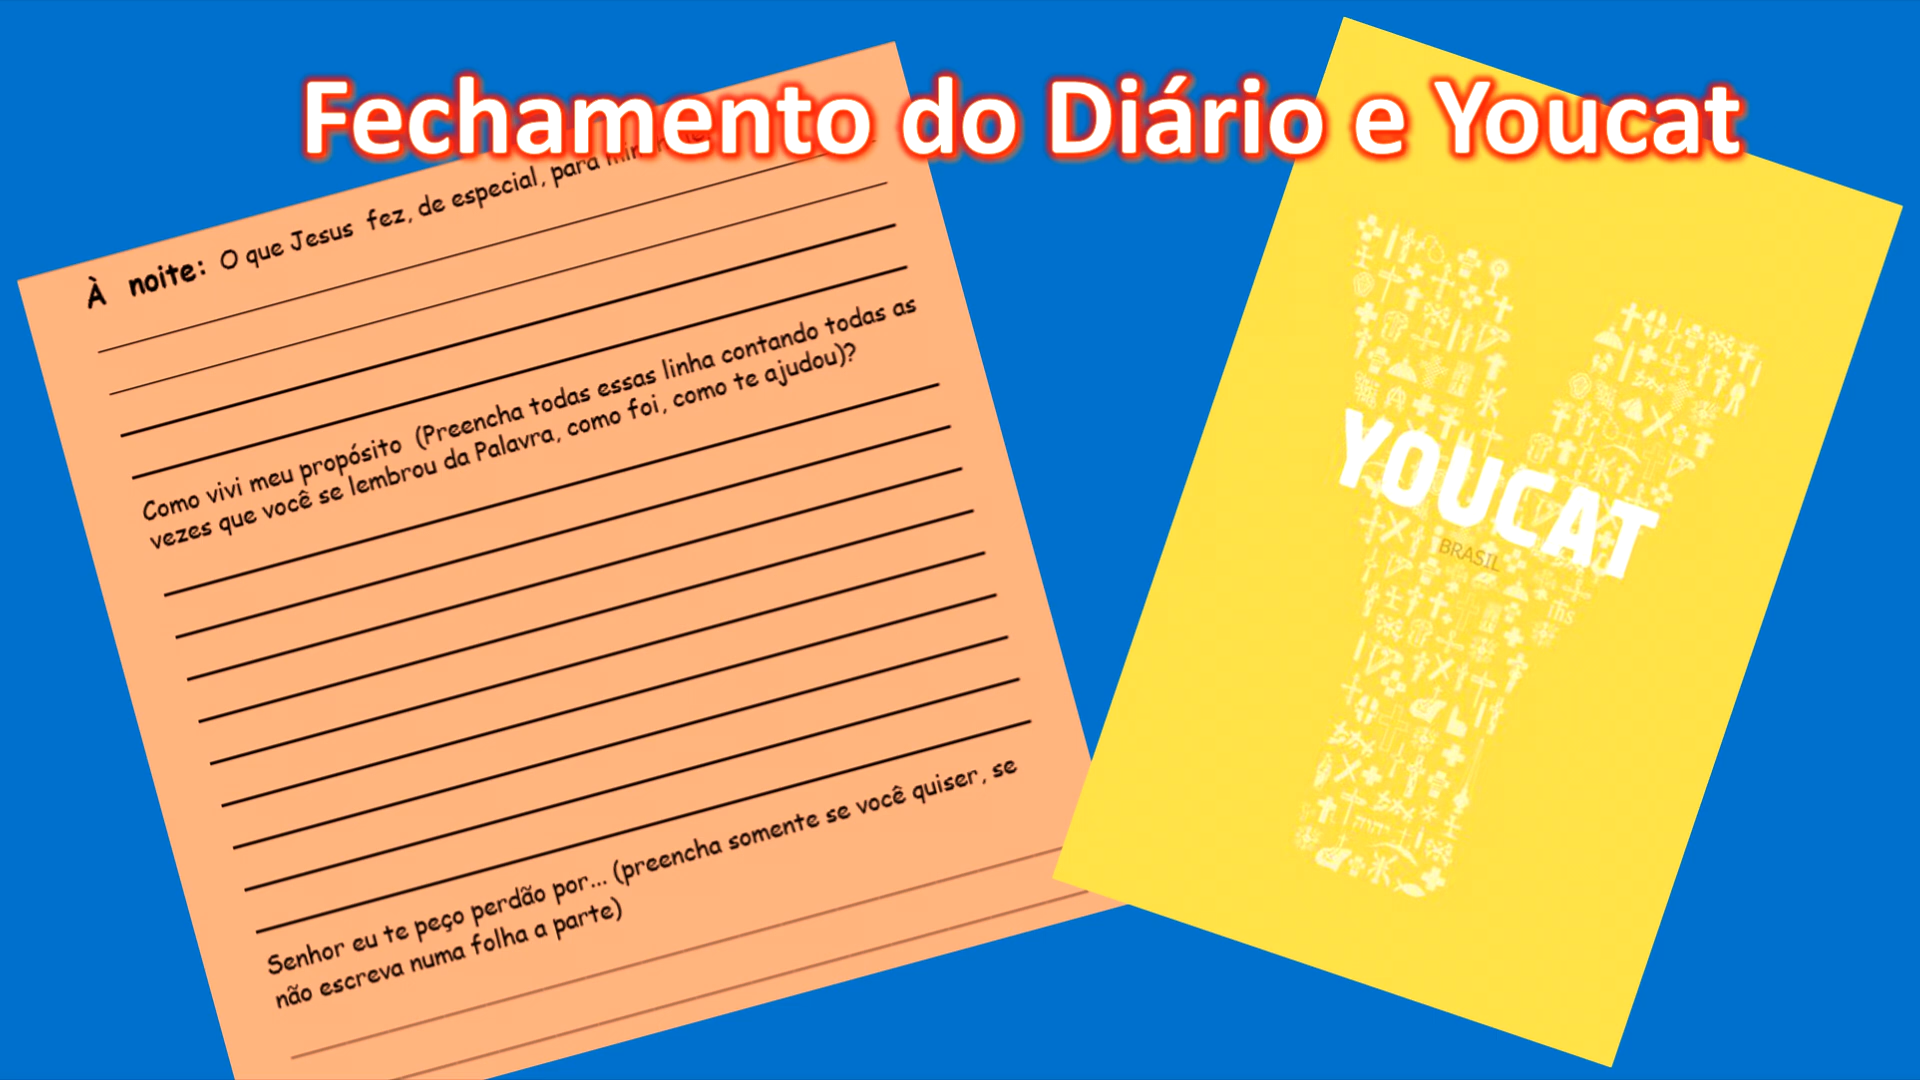 Fechamento do Diário e Youcat
À noite: O que Jesus fez, de especial, para mim
Como vivi meu propósito (Preencha todas essas linha contando todas as
vezes que você se lembrou da Palavra, como foi, como te ajudou)?
Senhor eu te peço perdão por... (preencha somente se você quiser, se
não escreva numa folha a parte)
YOUCAT
BRASIL
ihs